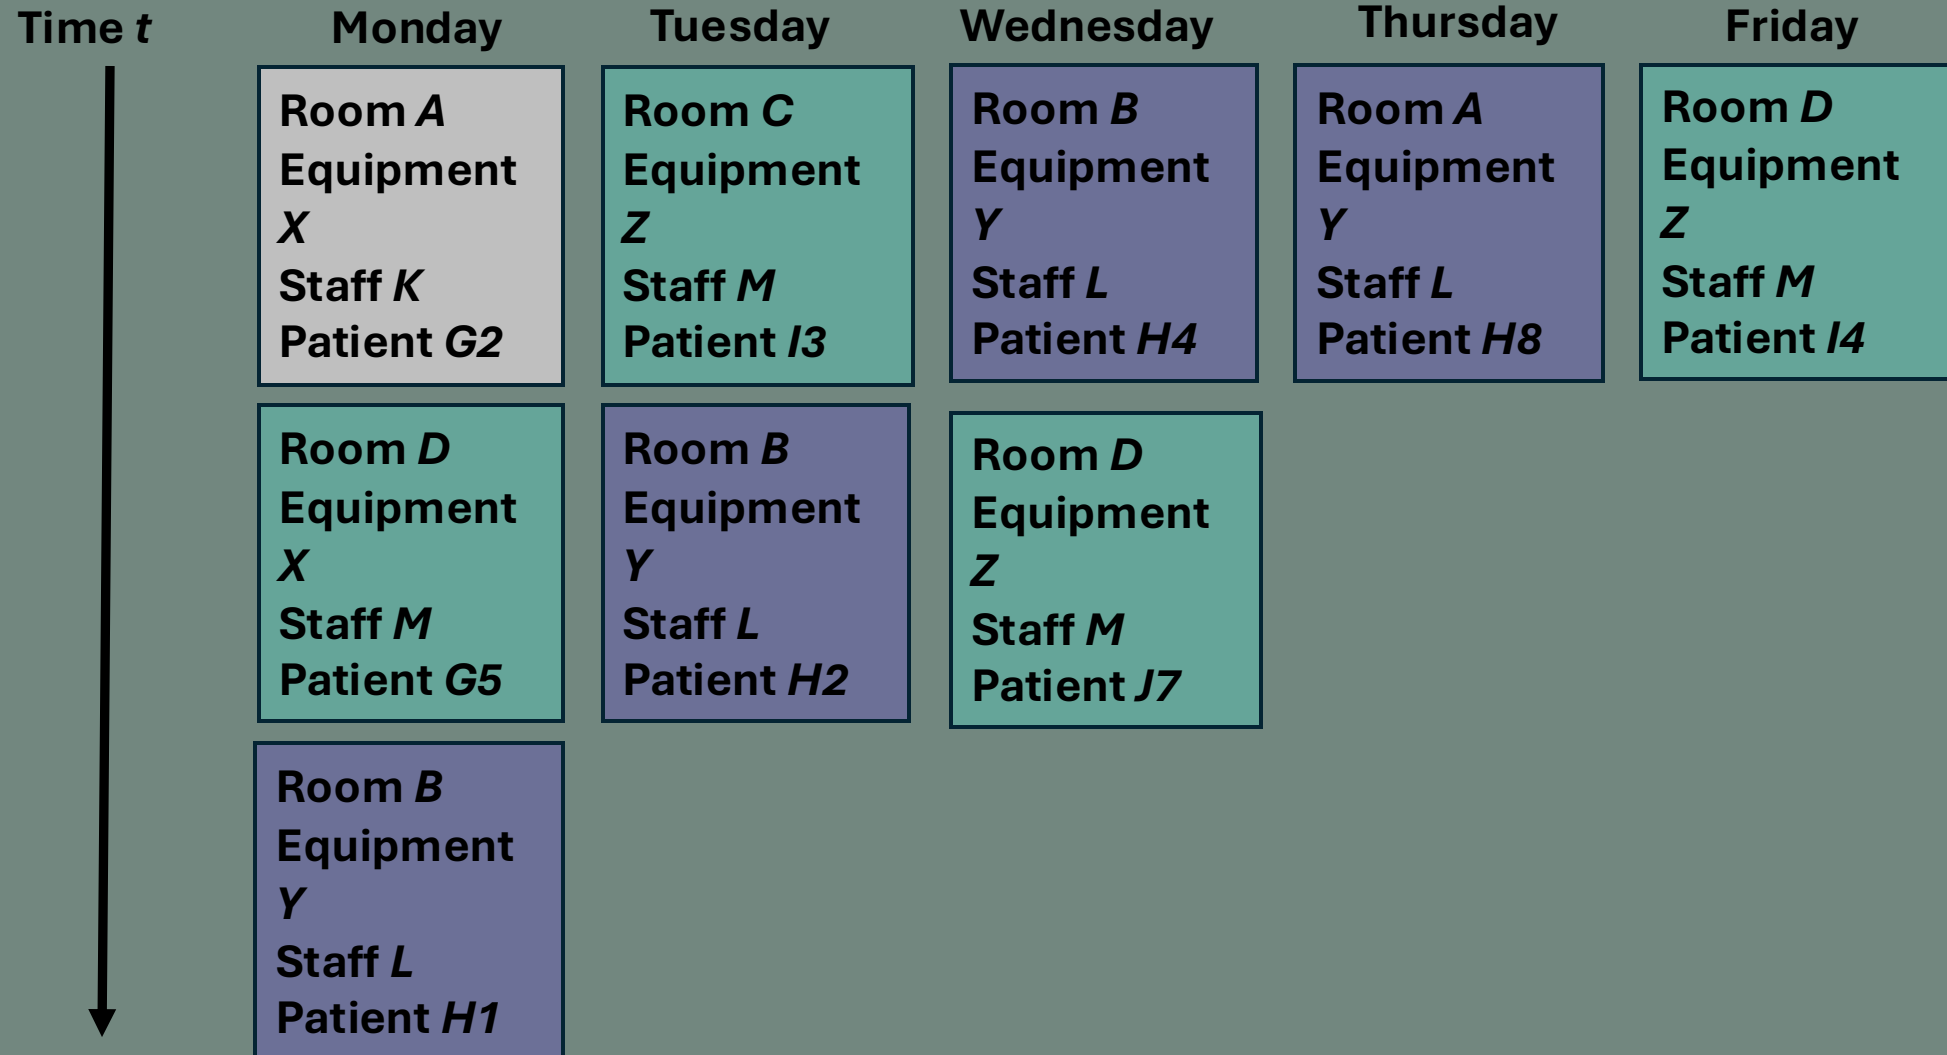 Time t
Monday
Tuesday
Wednesday
Thursday
Friday
Room A
Equipment
X
Staff K
Patient G2
Room C
Equipment
Z
Staff M
Patient I3
Room B
Equipment
Y
Staff L
Patient H4
Room A
Equipment
Y
Staff L
Patient H8
Room D
Equipment
Z
Staff M
Patient I4
Room D
Equipment
X
Staff M
Patient G5
Room B
Equipment
Y
Staff L
Patient H2
Room D
Equipment
Z
Staff M
Patient J7
Room B
Equipment
Y
Staff L
Patient H1